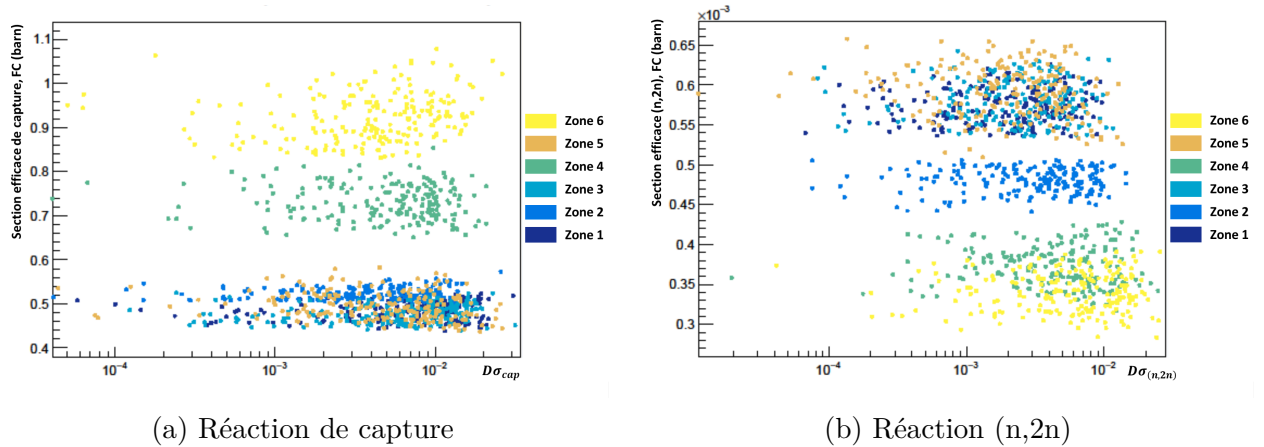 Section efficace de capture, FC (barn)
1.1
1
0.9
0.8
0.7
0.6
0.5
0.4
10⁻⁴
10⁻³
10⁻²
Dσcap
Zone 6
Zone 5
Zone 4
Zone 3
Zone 2
Zone 1
(a) Réaction de capture
Section efficace (n,2n), FC (barn)
×10⁻³
0.65
0.6
0.55
0.5
0.45
0.4
0.35
0.3
10⁻⁴
10⁻³
10⁻²
Dσ(n,2n)
Zone 6
Zone 5
Zone 4
Zone 3
Zone 2
Zone 1
(b) Réaction (n,2n)